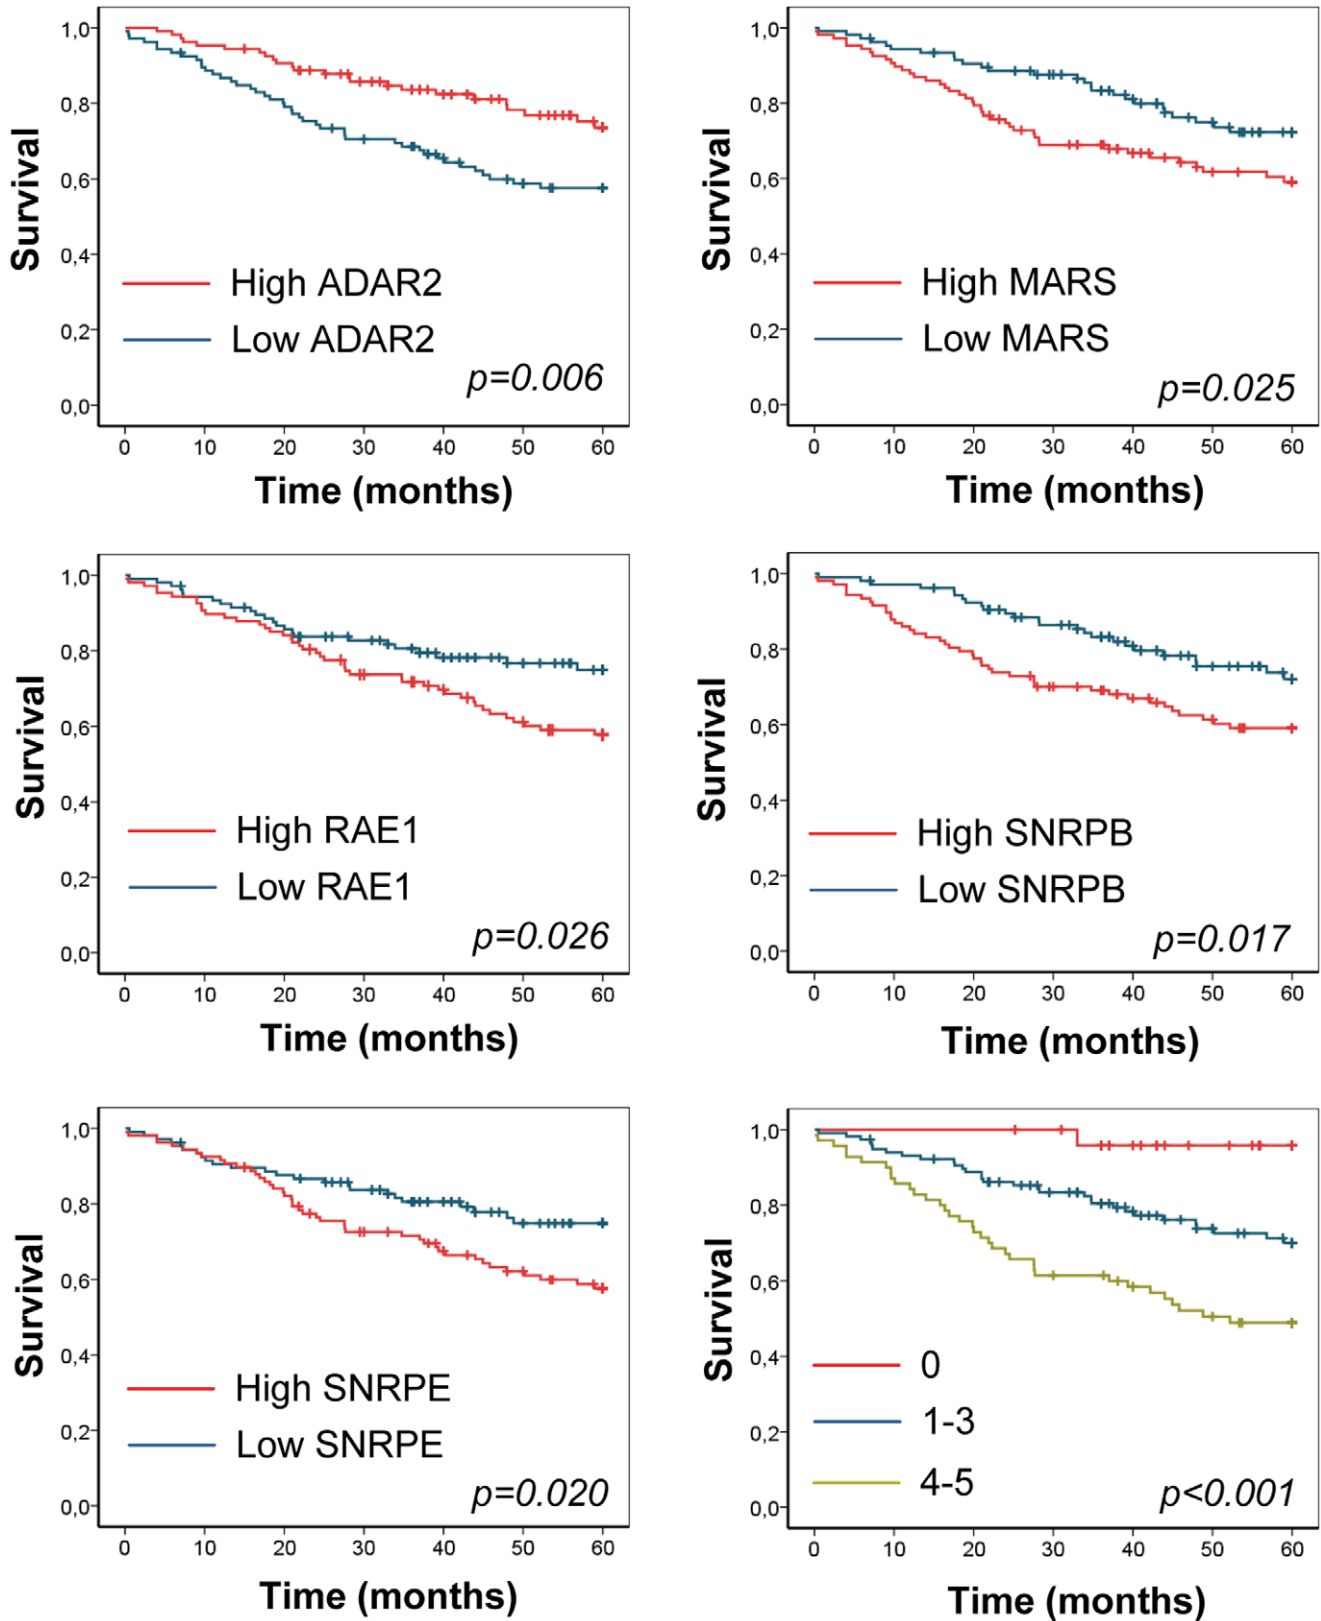 1,0
0,8
0,6
0,4
0,2
0,0
Survival
High ADAR2
Low ADAR2
p=0.006
0 10 20 30 40 50 60
Time (months)
1,0
0,8
0,6
0,4
0,2
0,0
Survival
High MARS
Low MARS
p=0.025
0 10 20 30 40 50 60
Time (months)
1,0
0,8
0,6
0,4
0,2
0,0
Survival
High RAE1
Low RAE1
p=0.026
0 10 20 30 40 50 60
Time (months)
1,0
0,8
0,6
0,4
0,2
0,0
Survival
High SNRPB
Low SNRPB
p=0.017
0 10 20 30 40 50 60
Time (months)
1,0
0,8
0,6
0,4
0,2
0,0
Survival
High SNRPE
Low SNRPE
p=0.020
0 10 20 30 40 50 60
Time (months)
1,0
0,8
0,6
0,4
0,2
0,0
Survival
0
1-3
4-5
p<0.001
0 10 20 30 40 50 60
Time (months)